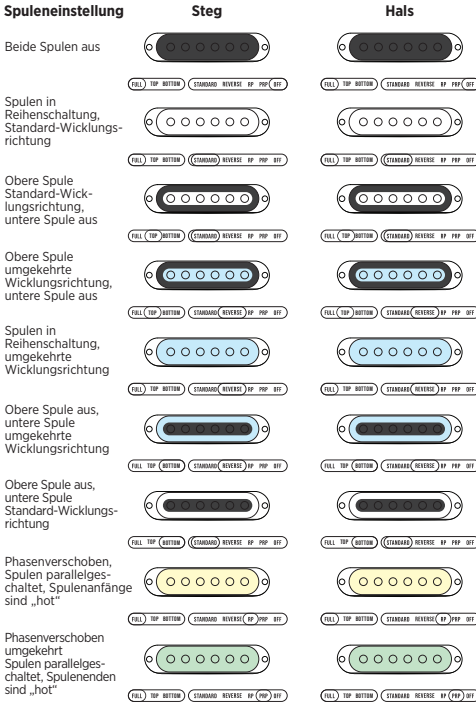 Spuleneinstellung Steg Hals
Beide Spulen aus
FULL TOP BOTTOM STANDARD REVERSE RP PRP OFF FULL TOP BOTTOM STANDARD REVERSE RP PRP OFF
Spulen in
Reihenschaltung,
Standard-Wicklungs-
richtung
FULL TOP BOTTOM STANDARD REVERSE RP PRP OFF FULL TOP BOTTOM STANDARD REVERSE RP PRP OFF
Obere Spule
Standard-Wick-
lungsrichtung,
untere Spule aus
FULL TOP BOTTOM STANDARD REVERSE RP PRP OFF FULL TOP BOTTOM STANDARD REVERSE RP PRP OFF
Obere Spule
umgekehrte
Wicklungsrichtung,
untere Spule aus
FULL TOP BOTTOM STANDARD REVERSE RP PRP OFF FULL TOP BOTTOM STANDARD REVERSE RP PRP OFF
Spulen in
Reihenschaltung,
umgekehrte
Wicklungsrichtung
FULL TOP BOTTOM STANDARD REVERSE RP PRP OFF FULL TOP BOTTOM STANDARD REVERSE RP PRP OFF
Obere Spule aus,
untere Spule
umgekehrte
Wicklungsrichtung
FULL TOP BOTTOM STANDARD REVERSE RP PRP OFF FULL TOP BOTTOM STANDARD REVERSE RP PRP OFF
Obere Spule aus,
untere Spule
Standard-Wicklungs-
richtung
FULL TOP BOTTOM STANDARD REVERSE RP PRP OFF FULL TOP BOTTOM STANDARD REVERSE RP PRP OFF
Phasenverschoben,
Spulen parallelges-
chaltet, Spulenanfänge
sind „hot“
FULL TOP BOTTOM STANDARD REVERSE RP PRP OFF FULL TOP BOTTOM STANDARD REVERSE RP PRP OFF
Phasenverschoben
umgekehrt
Spulen parallelges-
chaltet, Spulenenden
sind „hot“
FULL TOP BOTTOM STANDARD REVERSE RP PRP OFF FULL TOP BOTTOM STANDARD REVERSE RP PRP OFF